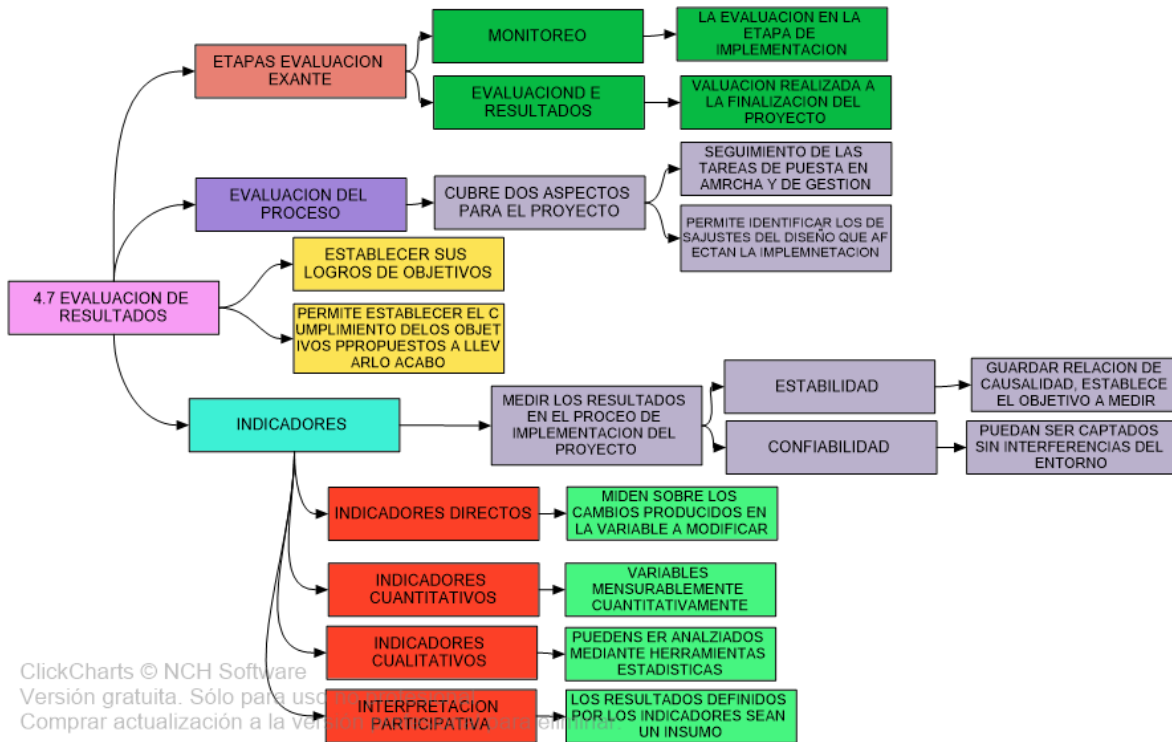 MONITOREO
LA EVALUACION EN LA
ETAPA DE
IMPLEMENTACION
ETAPAS EVALUACION
EXANTE
EVALUACIOND E
RESULTADOS
VALUACION REALIZADA A
LA FINALIZACION DEL
PROYECTO
SEGUIMIENTO DE LAS
TAREAS DE PUESTA EN
AMRCHA Y DE GESTION
EVALUACION DEL
PROCESO
CUBRE DOS ASPECTOS
PARA EL PROYECTO
PERMITE IDENTIFICAR LOS DE
SAJUSTES DEL DISEÑO QUE AF
ECTAN LA IMPLEMNETACION
ESTABLECER SUS
LOGROS DE OBJETIVOS
4.7 EVALUACION DE
RESULTADOS
PERMITE ESTABLECER EL C
UMPLIMIENTO DELOS OBJET
IVOS PPROPUESTOS A LLEV
ARLO ACABO
INDICADORES
MEDIR LOS RESULTADOS
EN EL PROCEO DE
IMPLEMENTACION DEL
PROYECTO
ESTABILIDAD
GUARDAR RELACION DE
CAUSALIDAD, ESTABLECE
EL OBJETIVO A MEDIR
CONFIABILIDAD
PUEDAN SER CAPTADOS
SIN INTERFERENCIAS DEL
ENTORNO
INDICADORES DIRECTOS
MIDEN SOBRE LOS
CAMBIOS PRODUCIDOS EN
LA VARIABLE A MODIFICAR
INDICADORES
CUANTITATIVOS
VARIABLES
MENSURABLEMENTE
CUANTITATIVAMENTE
INDICADORES
CUALITATIVOS
PUEDENS ER ANALZIADOS
MEDIANTE HERRAMIENTAS
ESTADISTICAS
INTERPRETACION
PARTICIPATIVA
LOS RESULTADOS DEFINIDOS
POR LOS INDICADORES SEAN
UN INSUMO
ClickCharts © NCH Software
Versión gratuita. Sólo para uso
Comprar actualización a la para eliminar.